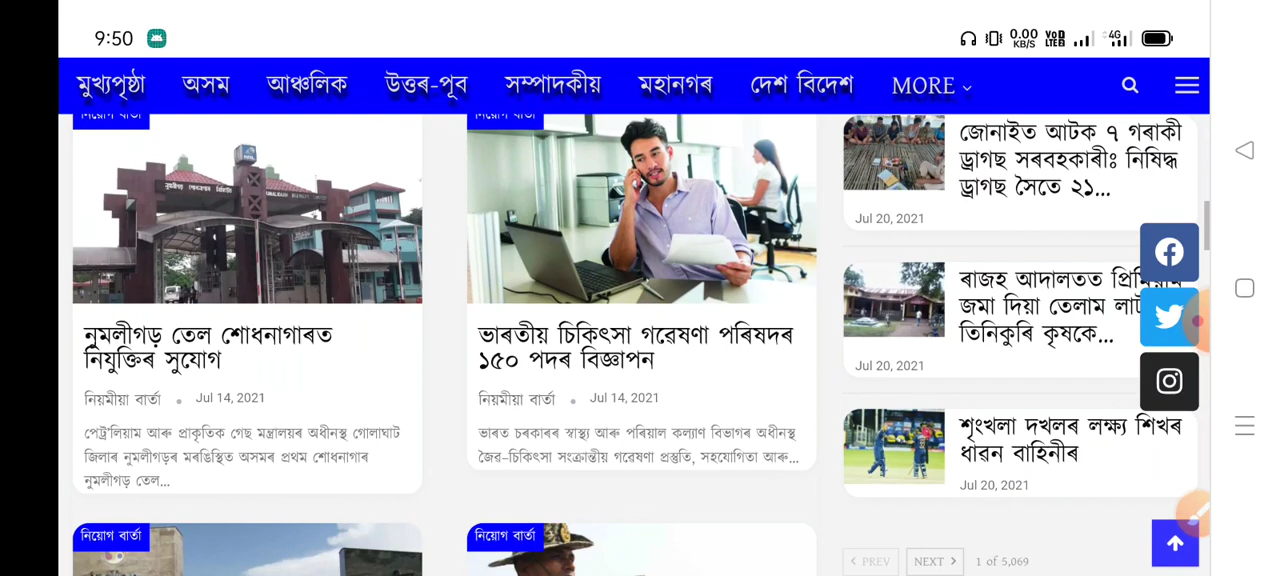 9:50
0.00 KB/S
VoD LTE2
4G
মুখ্যপৃষ্ঠা অসম আঞ্চলিক উত্তৰ-পূব সম্পাদকীয় মহানগৰ দেশ বিদেশ MORE
নিয়োগ বাৰ্তা
নুমলীগড় তেল শোধনাগাৰত
নিযুক্তিৰ সুযোগ
নিয়মীয়া বাৰ্তা • Jul 14, 2021
পেট্ৰ'লিয়াম আৰু প্ৰাকৃতিক গেছ মন্ত্ৰালয়ৰ অধীনস্থ গোলাঘাট
জিলাৰ নুমলীগড়ৰ মৰঙিস্থিত অসমৰ প্ৰথম শোধনাগাৰ
নুমলীগড় তেল...
নিয়োগ বাৰ্তা
ভাৰতীয় চিকিৎসা গৱেষণা পৰিষদৰ
১৫০ পদৰ বিজ্ঞাপন
নিয়মীয়া বাৰ্তা • Jul 14, 2021
ভাৰত চৰকাৰৰ স্বাস্থ্য আৰু পৰিয়াল কল্যাণ বিভাগৰ অধীনস্থ
জৈৱ-চিকিৎসা সংক্ৰান্তীয় গৱেষণা প্ৰস্তুতি, সহযোগিতা আৰু...
জোনাইত আটক ৭ গৰাকী
ড্ৰাগছ সৰবহকাৰীঃ নিষিদ্ধ
ড্ৰাগছ সৈতে ২১...
Jul 20, 2021
ৰাজহ আদালতত
জমা দিয়া তেলাম
তিনিকুৰি কৃষকে...
Jul 20, 2021
শৃংখলা দখলৰ লক্ষ্য শিখৰ
ধাৱন বাহিনীৰ
Jul 20, 2021
নিয়োগ বাৰ্তা
নিয়োগ বাৰ্তা
PREV NEXT 1 of 5,069